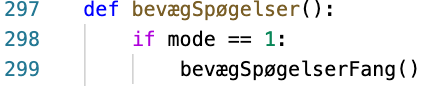 297 def bevægSpøgelser():
298 if mode == 1:
299 bevægSpøgelserFang()